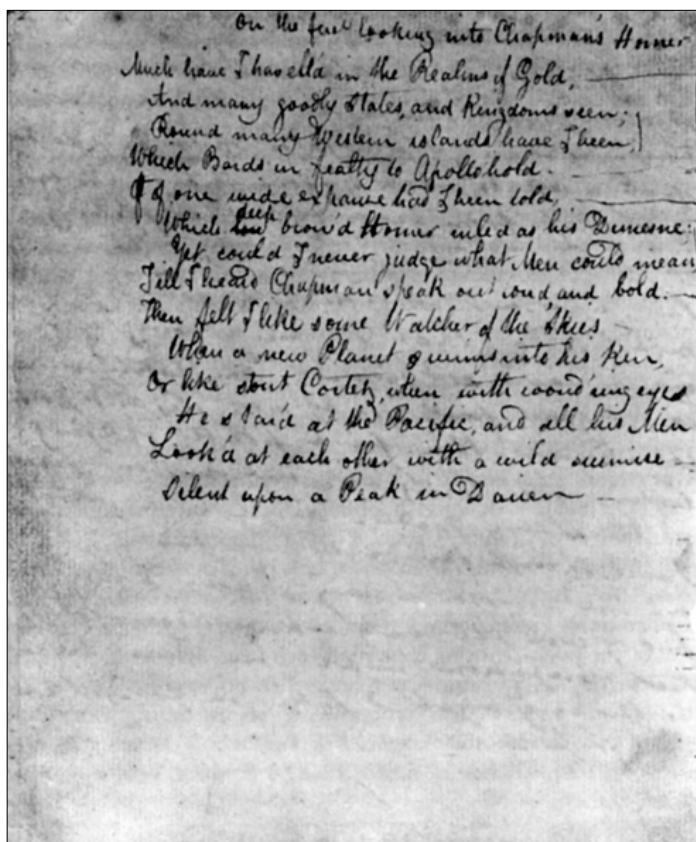 On the first looking into Chapman's Homer
Much have I travell'd in the Realms of Gold,
And many goodly States, and Kingdoms seen;
Round many Western islands have I been,
Which Bards in fealty to Apollo hold.
Of one wide expanse had I been told,
Which low deep brow'd Homer ruled as his Demesne;
Yet could I never judge what Men could mean
Till I heard Chapman speak out loud and bold.
Then felt I like some Watcher of the Skies
When a new Planet swims into his Ken,
Or like stout Cortez, when with wond'ring eyes
He star'd at the Pacific, and all his Men
Look'd at each other with a wild surmise
Silent upon a Peak in Darien